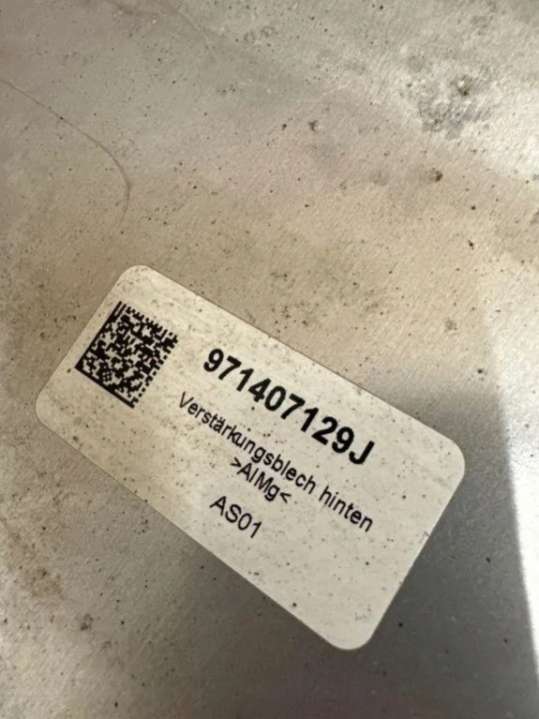 971407129J
Verstärkungsblech hinten
>AlMg<
AS01